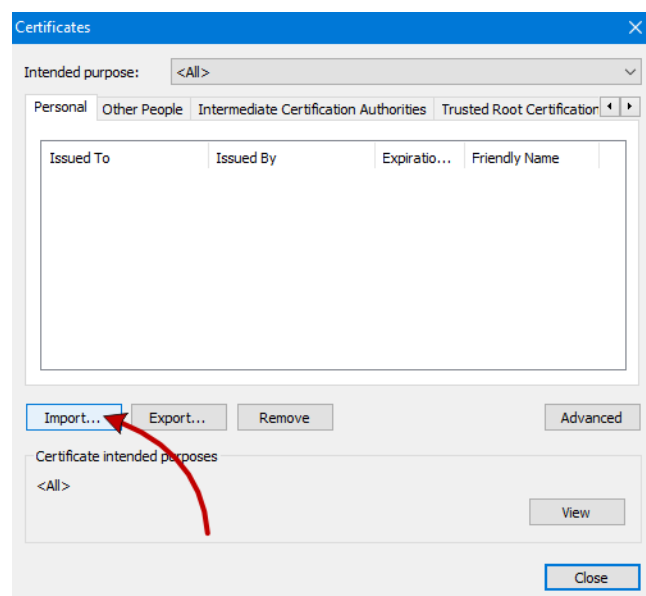 Certificates
Intended purpose: <All>
Personal Other People Intermediate Certification Authorities Trusted Root Certification
Issued To Issued By Expiratio... Friendly Name
Import... Export... Remove Advanced
Certificate intended purposes
<All>
View
Close